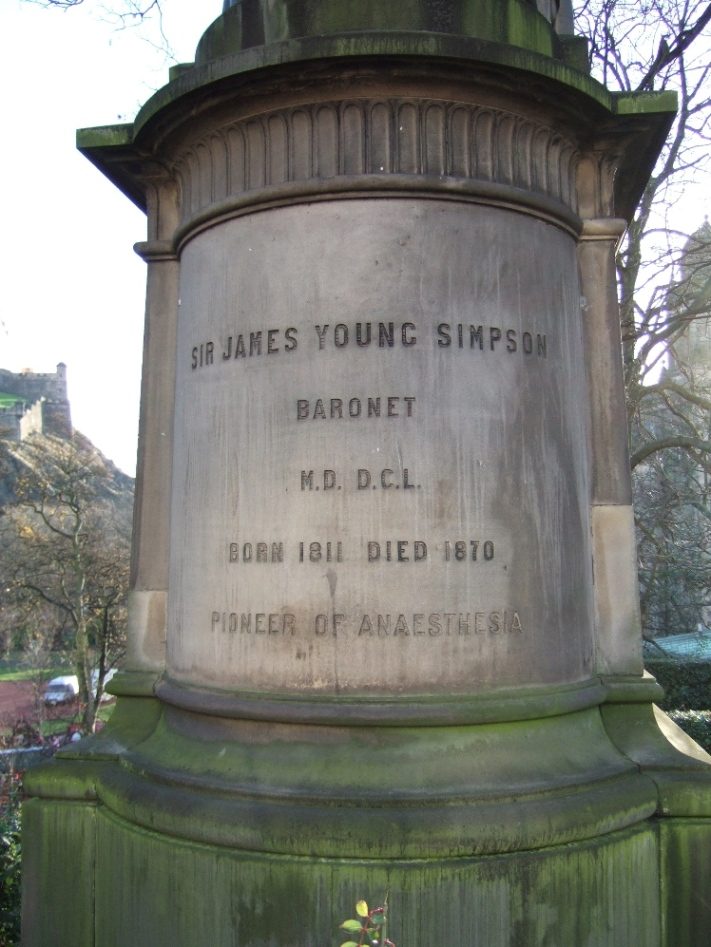 SIR JAMES YOUNG SIMPSON
BARONET
M.D. D.C.L.
BORN 1811 DIED 1870
PIONEER OF ANAESTHESIA